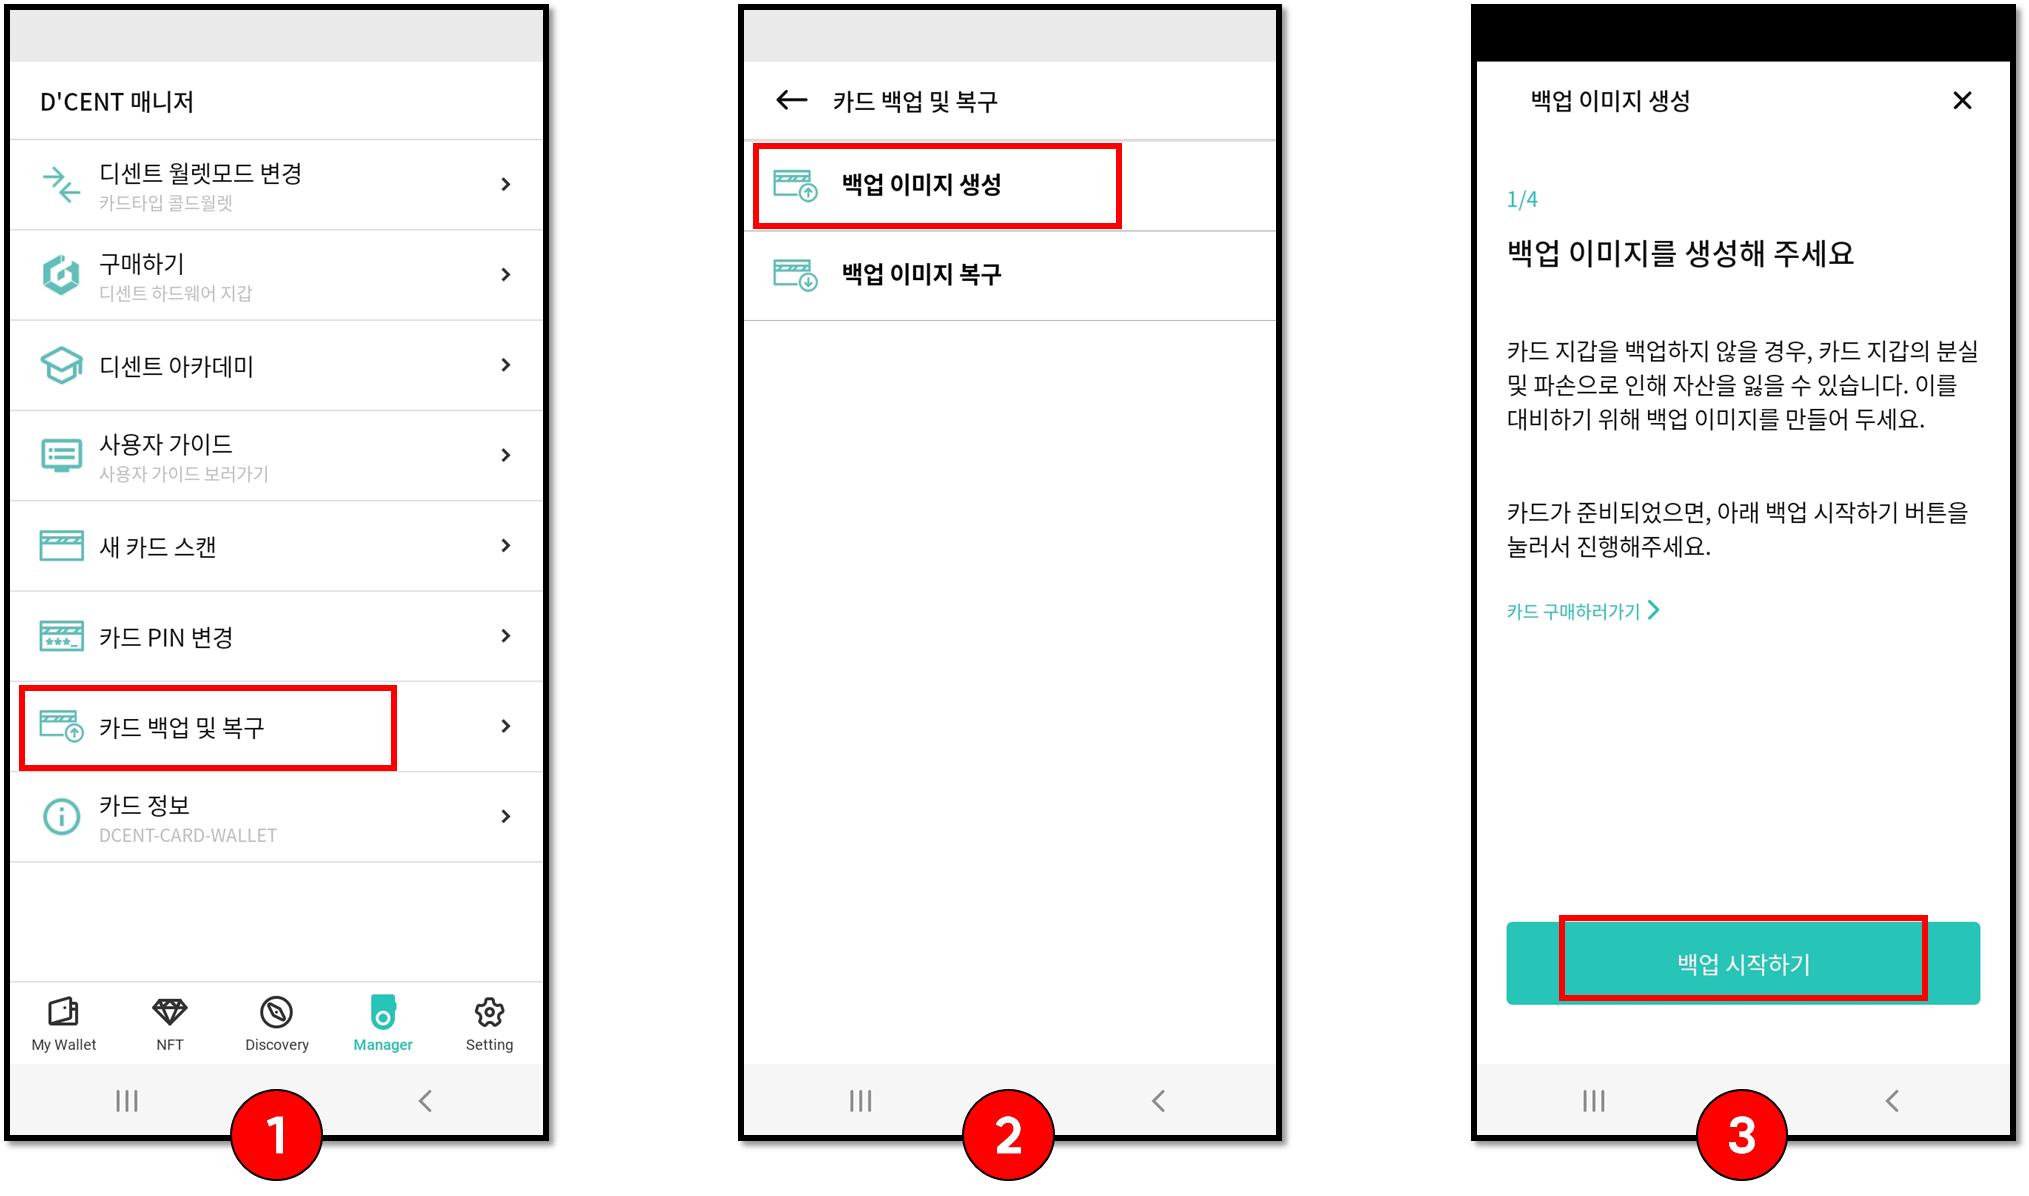 D'CENT 매니저
디센트 월렛모드 변경
카드타입 콜드월렛
구매하기
디센트 하드웨어 지갑
디센트 아카데미
사용자 가이드
사용자 가이드 보러가기
새 카드 스캔
***_
카드 PIN 변경
카드 백업 및 복구
카드 정보
DCENT-CARD-WALLET
My Wallet
NFT
Discovery
Manager
Setting
1
카드 백업 및 복구
백업 이미지 생성
백업 이미지 복구
2
백업 이미지 생성
1/4
백업 이미지를 생성해 주세요
카드 지갑을 백업하지 않을 경우, 카드 지갑의 분실
및 파손으로 인해 자산을 잃을 수 있습니다. 이를
대비하기 위해 백업 이미지를 만들어 두세요.
카드가 준비되었으면, 아래 백업 시작하기 버튼을
눌러서 진행해주세요.
카드 구매하러가기
백업 시작하기
3